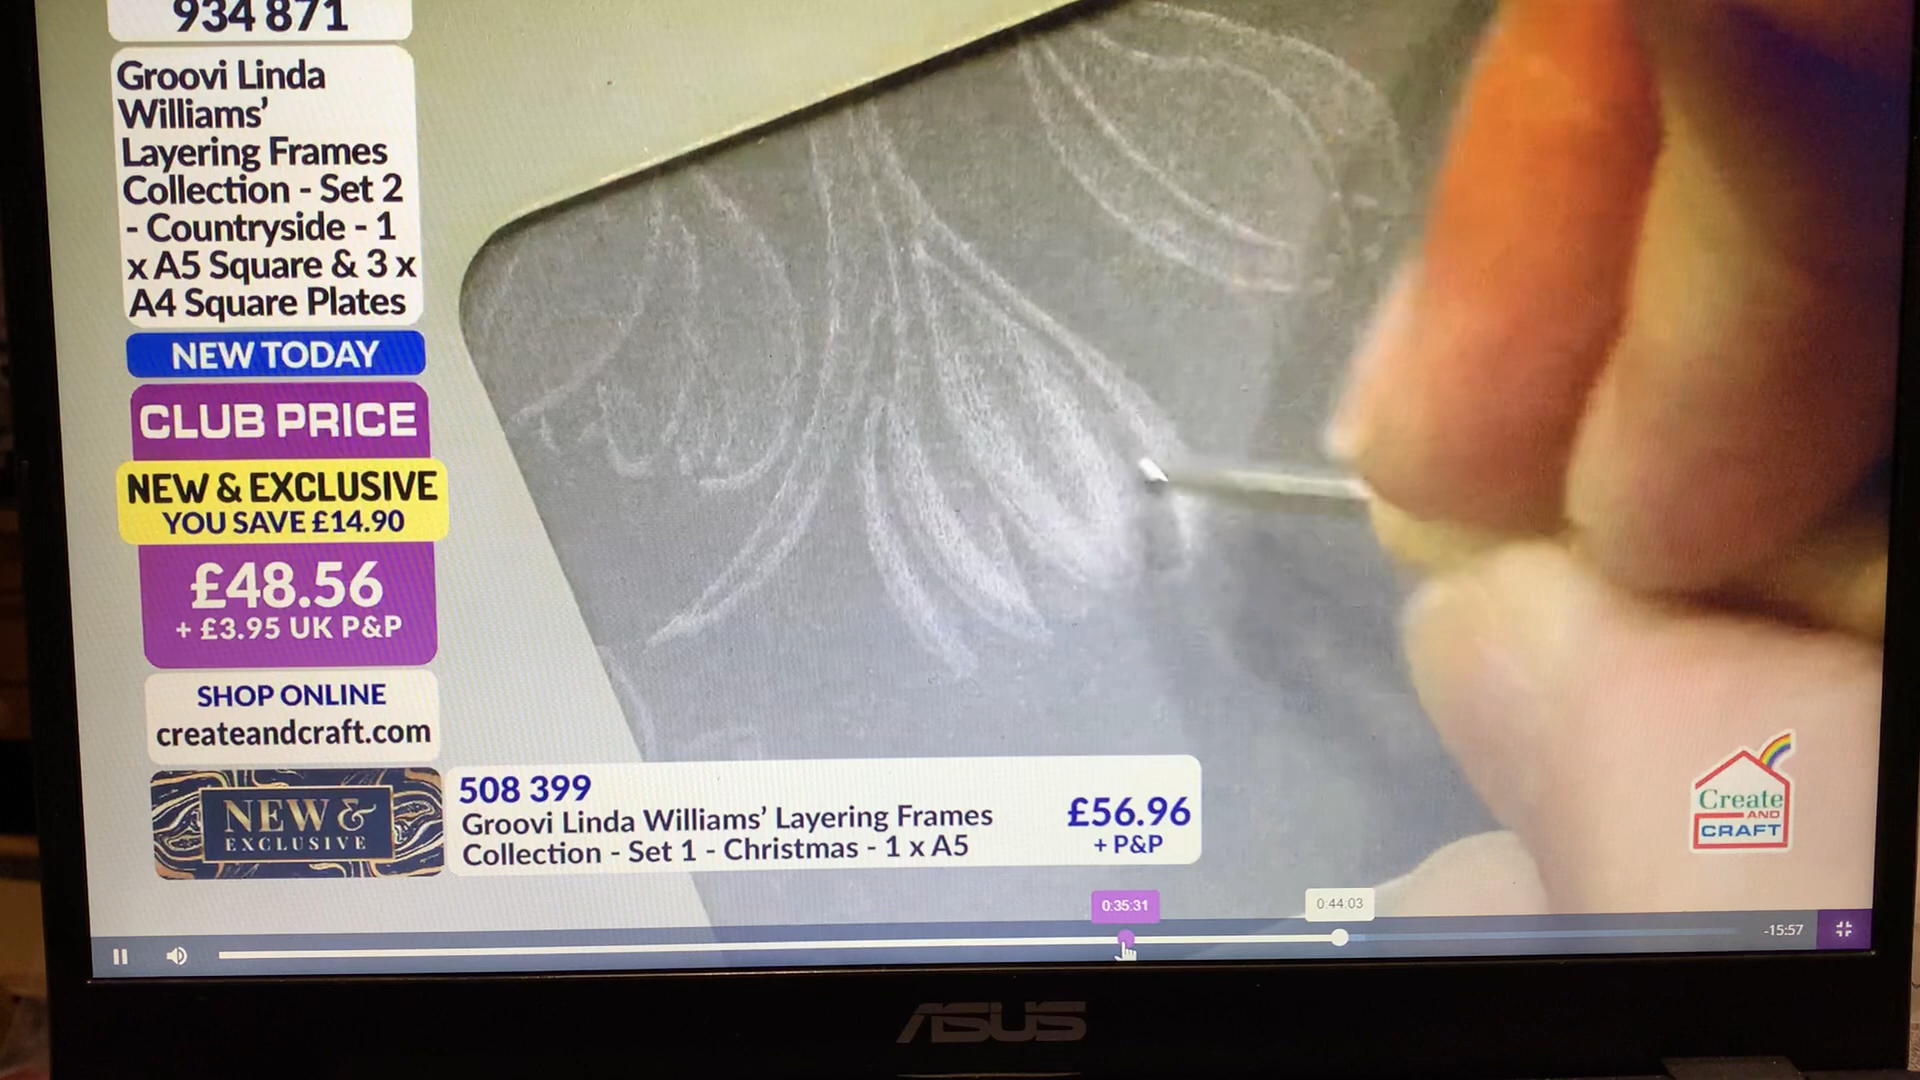 934 871
Groovi Linda
Williams’
Layering Frames
Collection - Set 2
- Countryside - 1
x A5 Square & 3 x
A4 Square Plates
NEW TODAY
CLUB PRICE
NEW & EXCLUSIVE
YOU SAVE £14.90
£48.56
+ £3.95 UK P&P
SHOP ONLINE
createandcraft.com
NEW &
EXCLUSIVE
508 399
Groovi Linda Williams’ Layering Frames
Collection - Set 1 - Christmas - 1 x A5
£56.96
+ P&P
Create
AND
CRAFT
0:35:31
0:44:03
-15:57
ASUS